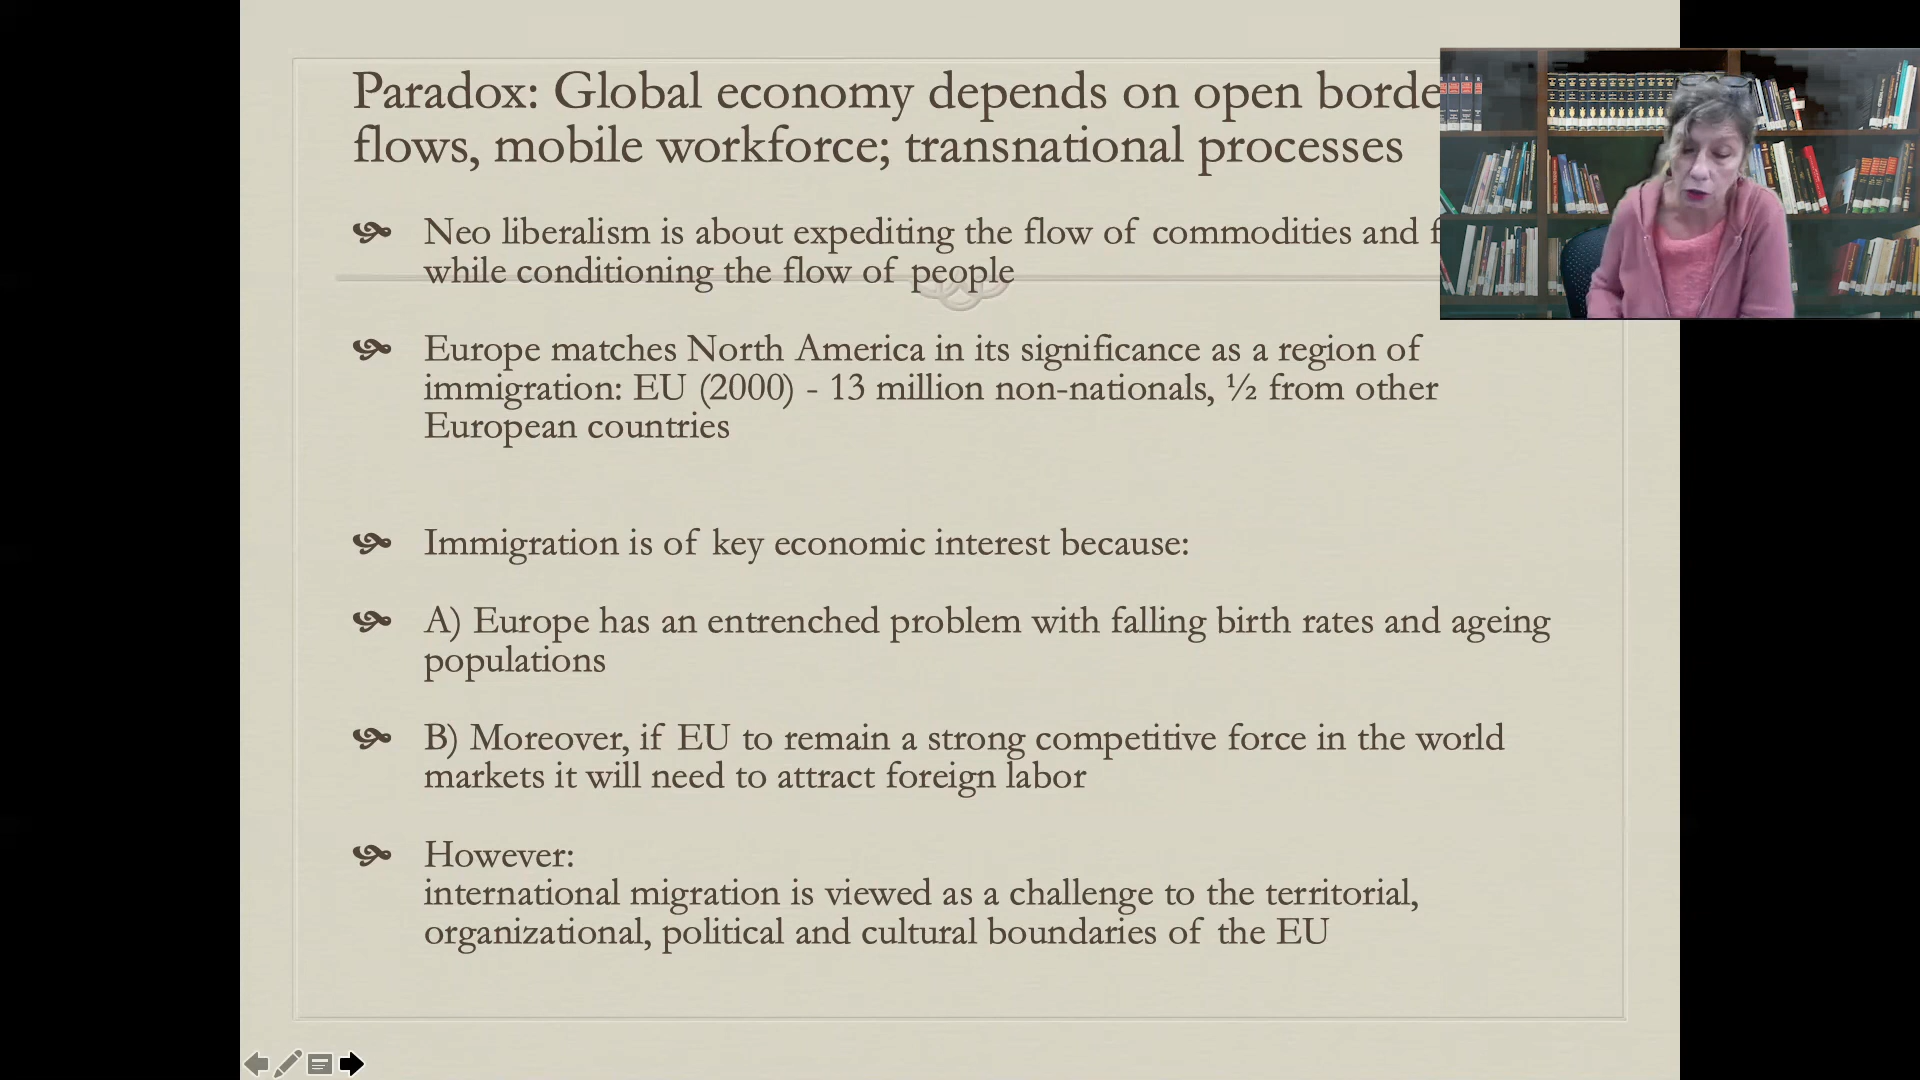 Paradox: Global economy depends on open borde
flows, mobile workforce; transnational processes
Neo liberalism is about expediting the flow of commodities and f
while conditioning the flow of people
Europe matches North America in its significance as a region of
immigration: EU (2000) - 13 million non-nationals, ½ from other
European countries
Immigration is of key economic interest because:
A) Europe has an entrenched problem with falling birth rates and ageing
populations
B) Moreover, if EU to remain a strong competitive force in the world
markets it will need to attract foreign labor
However:
international migration is viewed as a challenge to the territorial,
organizational, political and cultural boundaries of the EU